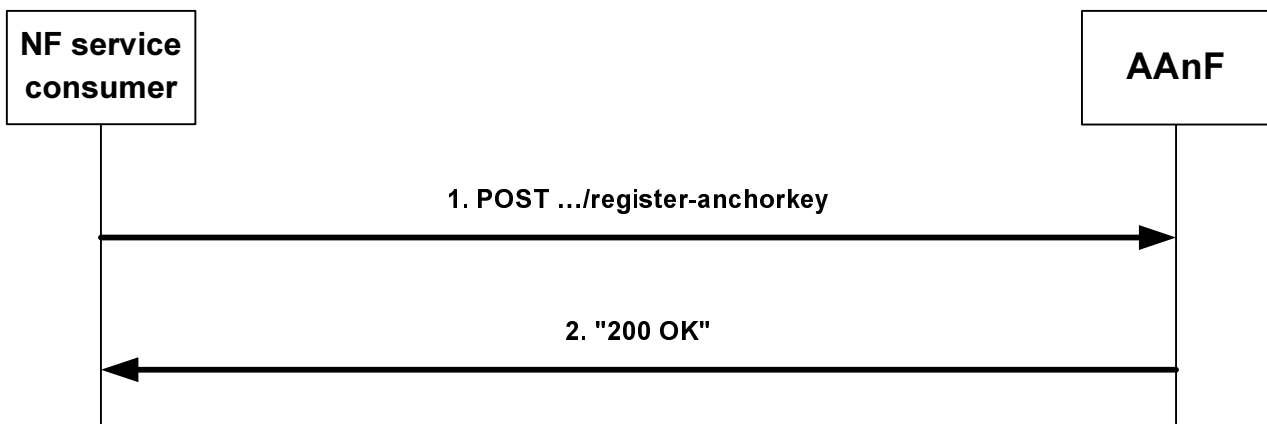 NF service
consumer
AAnF
1. POST …/register-anchorkey
2. "200 OK"